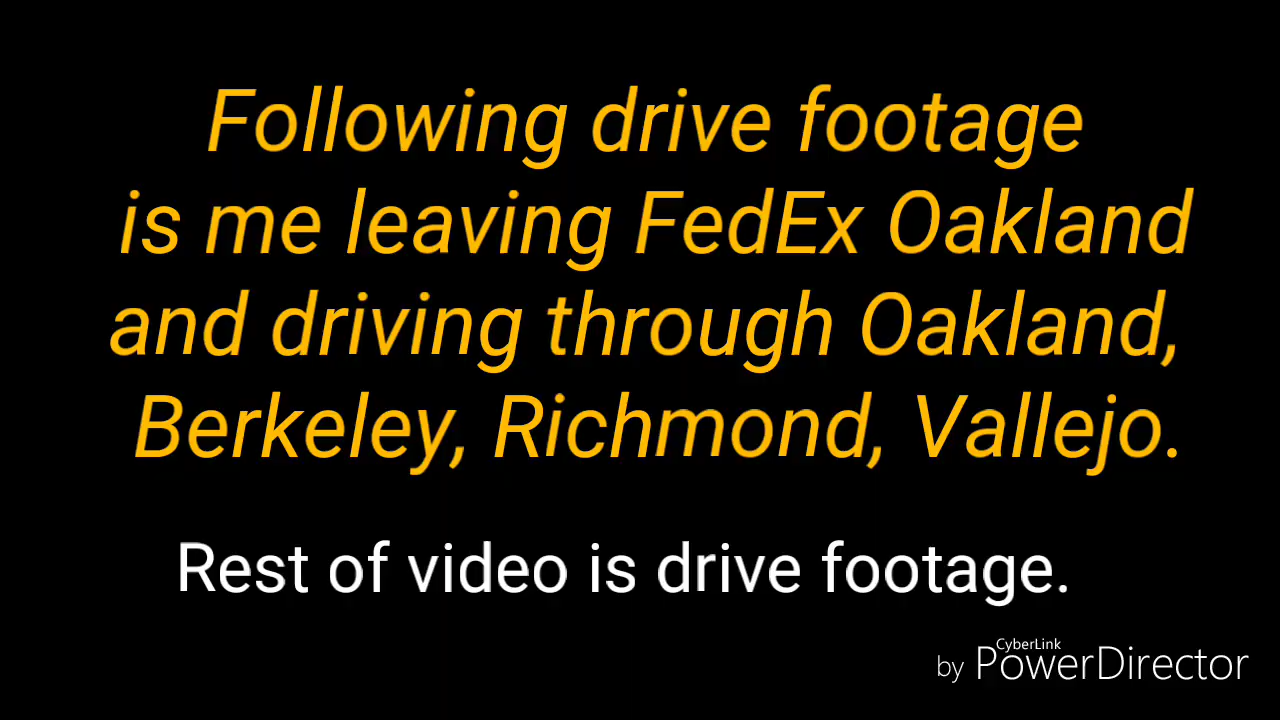 Following drive footage
is me leaving FedEx Oakland
and driving through Oakland,
Berkeley, Richmond, Vallejo.
Rest of video is drive footage.
CyberLink
by PowerDirector